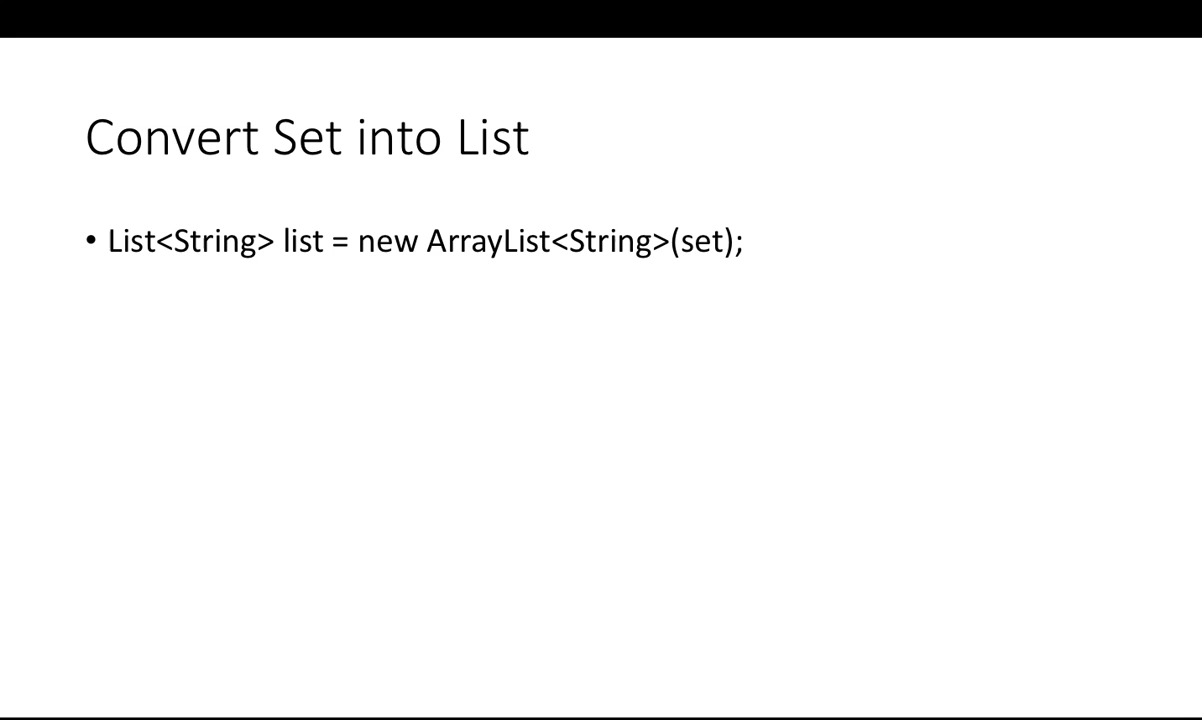 Convert Set into List
• List<String> list = new ArrayList<String>(set);